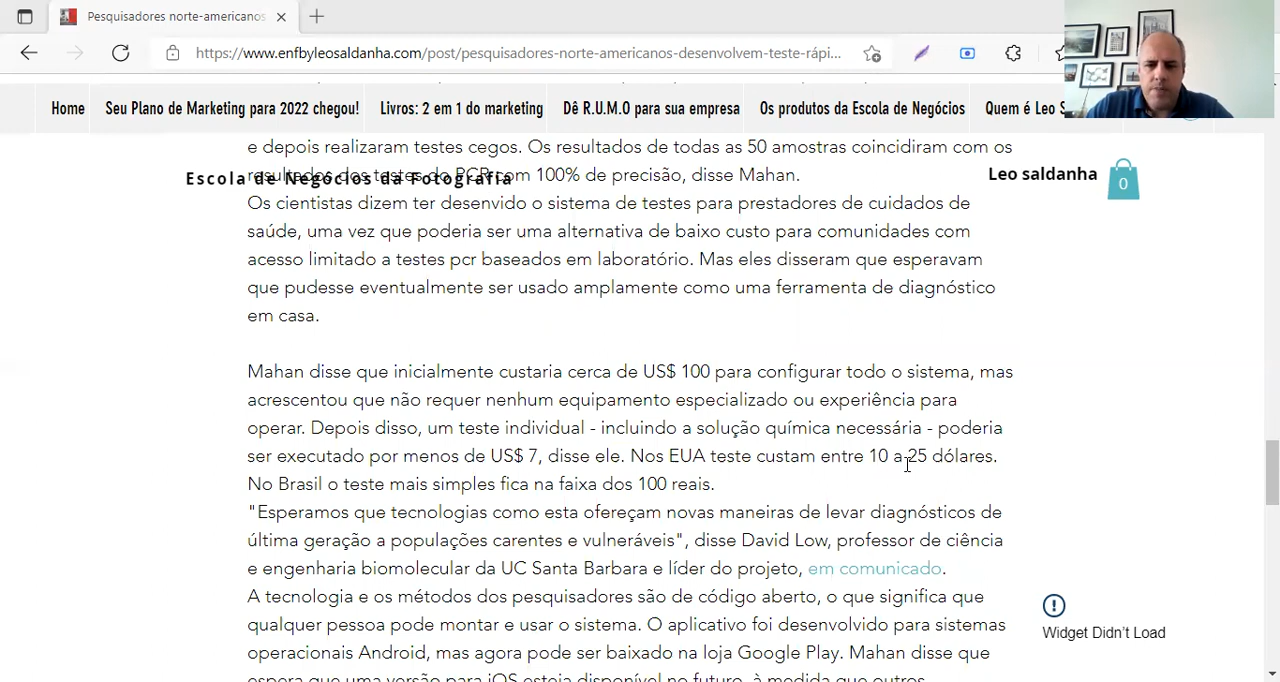 Pesquisadores norte-americanos
https://www.enfbyleosaldanha.com/post/pesquisadores-norte-americanos-desenvolvem-teste-rápi...
Home
Seu Plano de Marketing para 2022 chegou!
Livros: 2 em 1 do marketing
Dê R.U.M.O para sua empresa
Os produtos da Escola de Negócios
Quem é Leo S
e depois realizaram testes cegos. Os resultados de todas as 50 amostras coincidiram com os
resultados dos testes do PCR com 100% de precisão, disse Mahan.
Escola de Negócios da Fotografia
Leo saldanha
0
Os cientistas dizem ter desenvido o sistema de testes para prestadores de cuidados de
saúde, uma vez que poderia ser uma alternativa de baixo custo para comunidades com
acesso limitado a testes pcr baseados em laboratório. Mas eles disseram que esperavam
que pudesse eventualmente ser usado amplamente como uma ferramenta de diagnóstico
em casa.
Mahan disse que inicialmente custaria cerca de US$ 100 para configurar todo o sistema, mas
acrescentou que não requer nenhum equipamento especializado ou experiência para
operar. Depois disso, um teste individual - incluindo a solução química necessária - poderia
ser executado por menos de US$ 7, disse ele. Nos EUA teste custam entre 10 a 25 dólares.
No Brasil o teste mais simples fica na faixa dos 100 reais.
"Esperamos que tecnologias como esta ofereçam novas maneiras de levar diagnósticos de
última geração a populações carentes e vulneráveis", disse David Low, professor de ciência
e engenharia biomolecular da UC Santa Barbara e líder do projeto, em comunicado.
A tecnologia e os métodos dos pesquisadores são de código aberto, o que significa que
qualquer pessoa pode montar e usar o sistema. O aplicativo foi desenvolvido para sistemas
operacionais Android, mas agora pode ser baixado na loja Google Play. Mahan disse que
espera que uma versão para iOS esteja disponível no futuro, à medida que outros
Widget Didn't Load